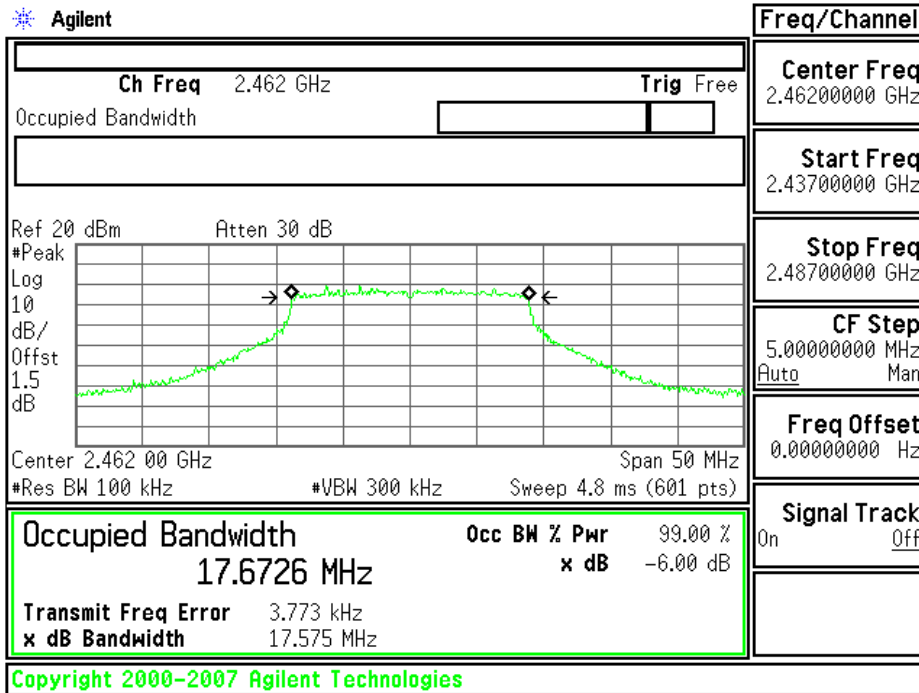 Agilent
Freq/Channel
Ch Freq 2.462 GHz Trig Free
Occupied Bandwidth
Center Freq
2.46200000 GHz
Start Freq
2.43700000 GHz
Stop Freq
2.48700000 GHz
CF Step
5.00000000 MHz
Auto Man
Freq Offset
0.00000000 Hz
Signal Track
On Off
Ref 20 dBm Atten 30 dB
#Peak
Log
10
dB/
Offst
1.5
dB
Center 2.462 00 GHz Span 50 MHz
#Res BW 100 kHz #VBW 300 kHz Sweep 4.8 ms (601 pts)
Occupied Bandwidth Occ BW % Pwr 99.00 %
17.6726 MHz x dB -6.00 dB
Transmit Freq Error 3.773 kHz
x dB Bandwidth 17.575 MHz
Copyright 2000-2007 Agilent Technologies